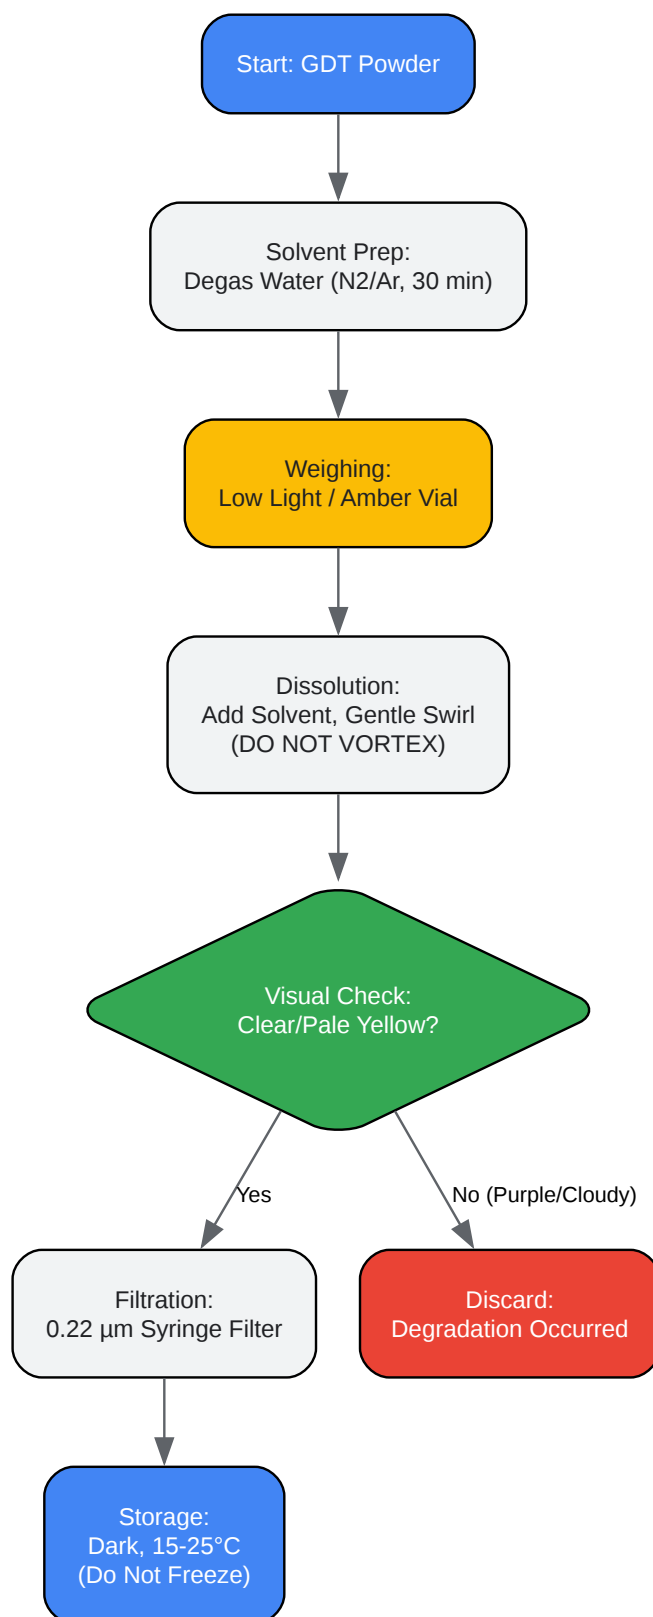 Start: GDT Powder
Solvent Prep:
Degas Water (N2/Ar, 30 min)
Weighing:
Low Light / Amber Vial
Dissolution:
Add Solvent, Gentle Swirl
(DO NOT VORTEX)
Visual Check:
Clear/Pale Yellow?
Yes
No (Purple/Cloudy)
Filtration:
0.22 µm Syringe Filter
Discard:
Degradation Occurred
Storage:
Dark, 15-25°C
(Do Not Freeze)